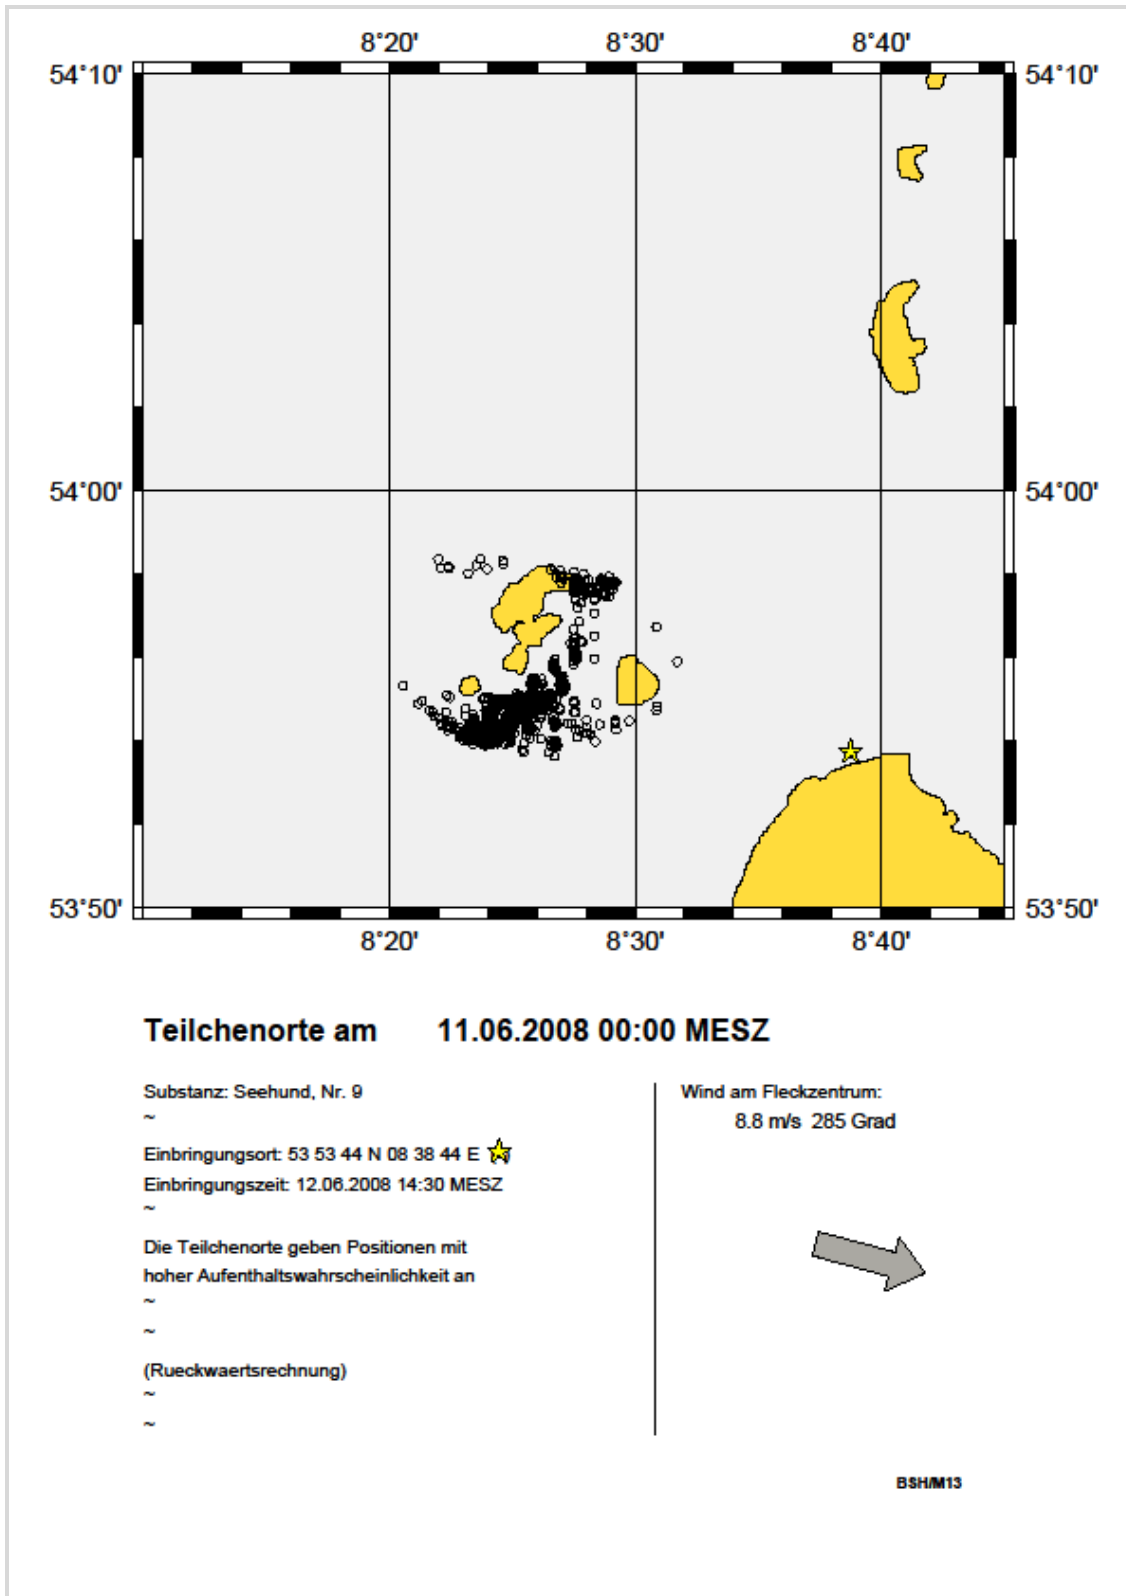 8°20' 8°30' 8°40'
54°10' 54°10'
54°00' 54°00'
53°50' 53°50'
8°20' 8°30' 8°40'
Teilchenorte am 11.06.2008 00:00 MESZ
Substanz: Seehund, Nr. 9
~
Einbringungsort: 53 53 44 N 08 38 44 E
Einbringungszeit: 12.06.2008 14:30 MESZ
~
Die Teilchenorte geben Positionen mit
hoher Aufenthaltswahrscheinlichkeit an
~
~
(Rueckwaertsrechnung)
~
~
Wind am Fleckzentrum:
8.8 m/s 285 Grad
BSH/M13